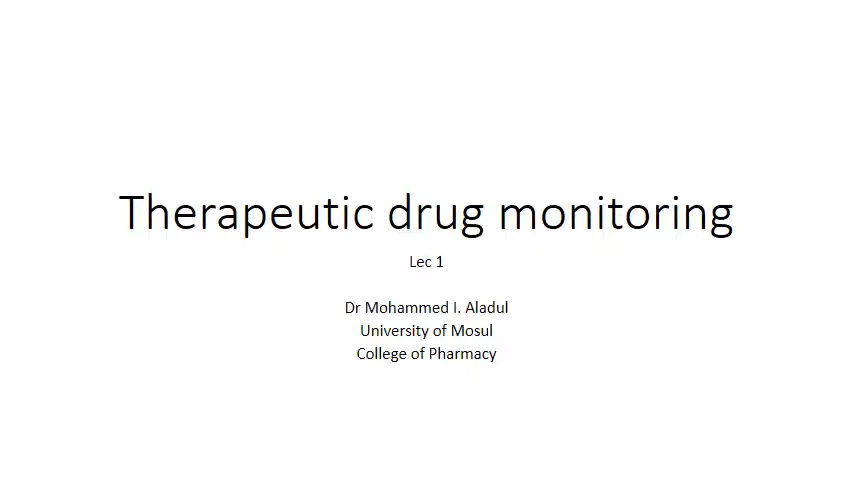 Therapeutic drug monitoring
Lec 1
Dr Mohammed I. Aladul
University of Mosul
College of Pharmacy